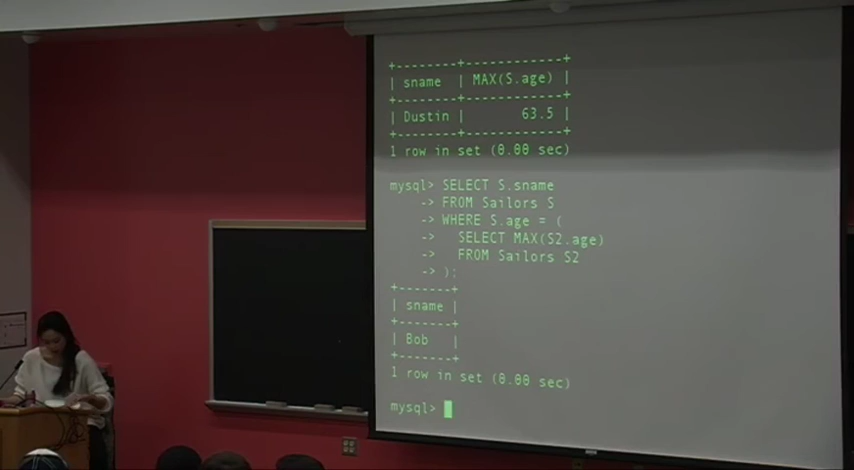 +--------+------------+
| sname  | MAX(S.age) |
+--------+------------+
| Dustin |       63.5 |
+--------+------------+
1 row in set (0.00 sec)
mysql> SELECT S.sname
    -> FROM Sailors S
    -> WHERE S.age = (
    ->   SELECT MAX(S2.age)
    ->   FROM Sailors S2
    -> );
+-------+
| sname |
+-------+
| Bob   |
+-------+
1 row in set (0.00 sec)
mysql>